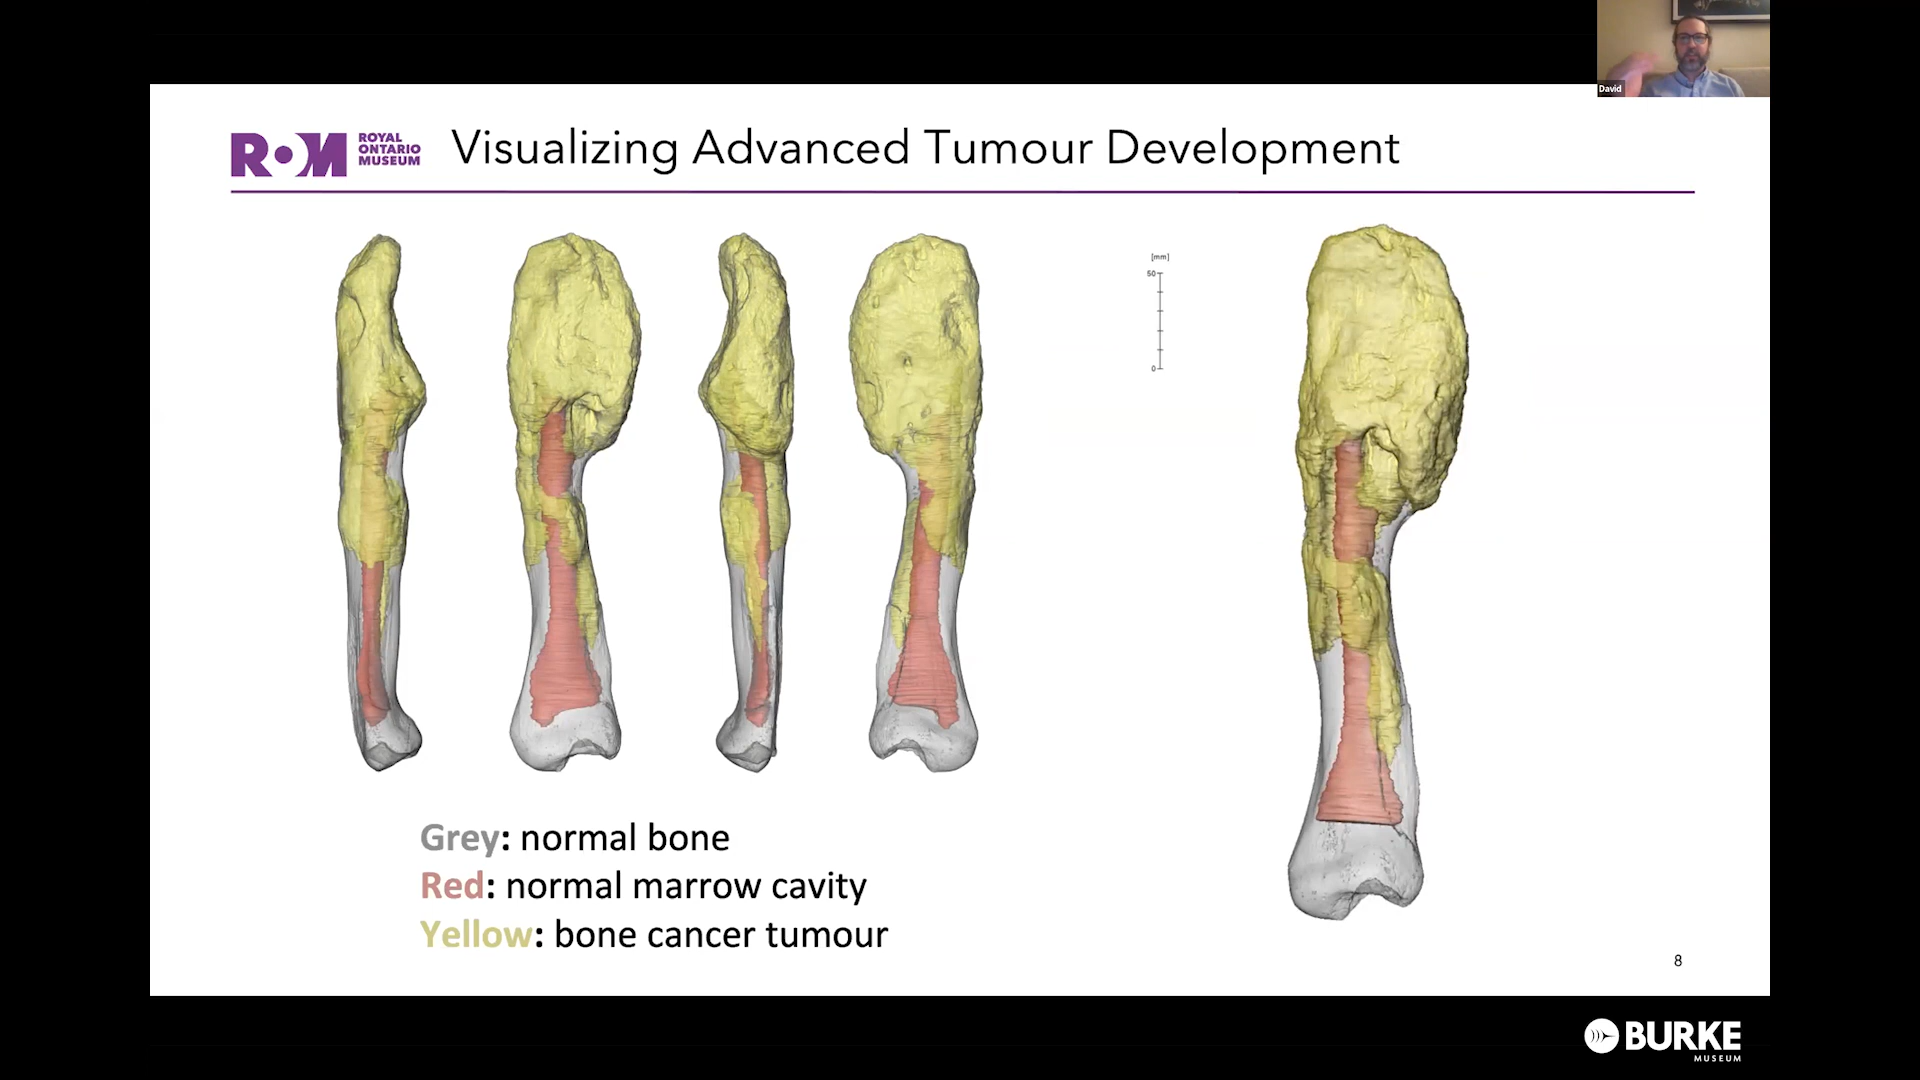 David
ROM
ROYAL
ONTARIO
MUSEUM
Visualizing Advanced Tumour Development
[mm]
50
0
Grey: normal bone
Red: normal marrow cavity
Yellow: bone cancer tumour
8
BURKE
MUSEUM